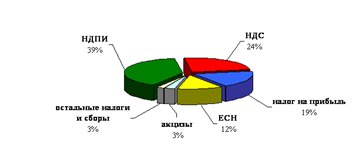 НДПИ
39%
НДС
24%
налог на прибыль
19%
ЕСН
12%
акцизы
3%
остальные налоги
и сборы
3%